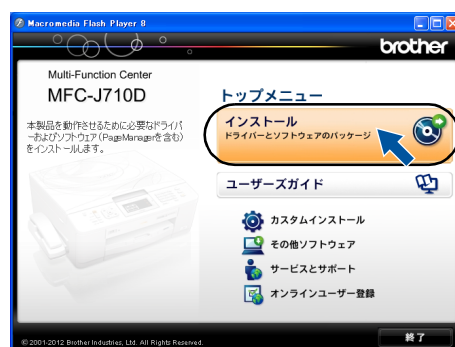 Macromedia Flash Player 8
brother
Multi-Function Center
MFC-J710D
本製品を動作させるために必要なドライバ
ーおよびソフトウェア(PageManagerを含む)
をインストールします。
トップメニュー
インストール
ドライバーとソフトウェアのパッケージ
ユーザーズガイド
カスタムインストール
その他ソフトウェア
サービスとサポート
オンラインユーザー登録
© 2001-2012 Brother Industries, Ltd. All Rights Reserved.
終了